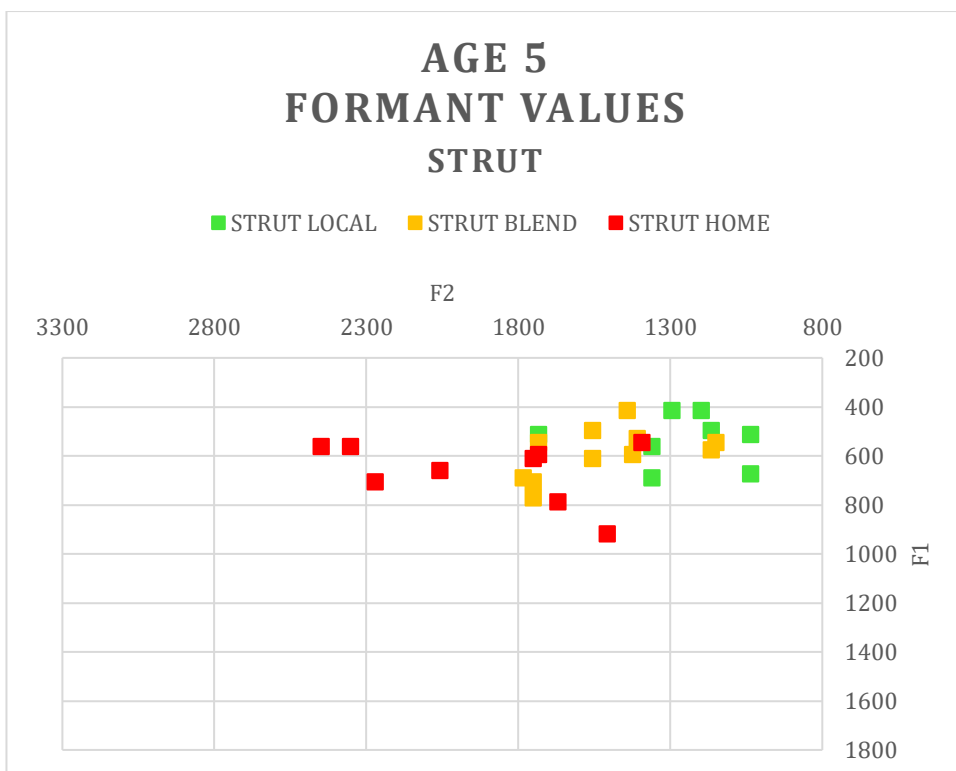 AGE 5
FORMANT VALUES
STRUT
STRUT LOCAL STRUT BLEND STRUT HOME
F2
3300 2800 2300 1800 1300 800
200
400
600
800
1000
F1
1200
1400
1600
1800